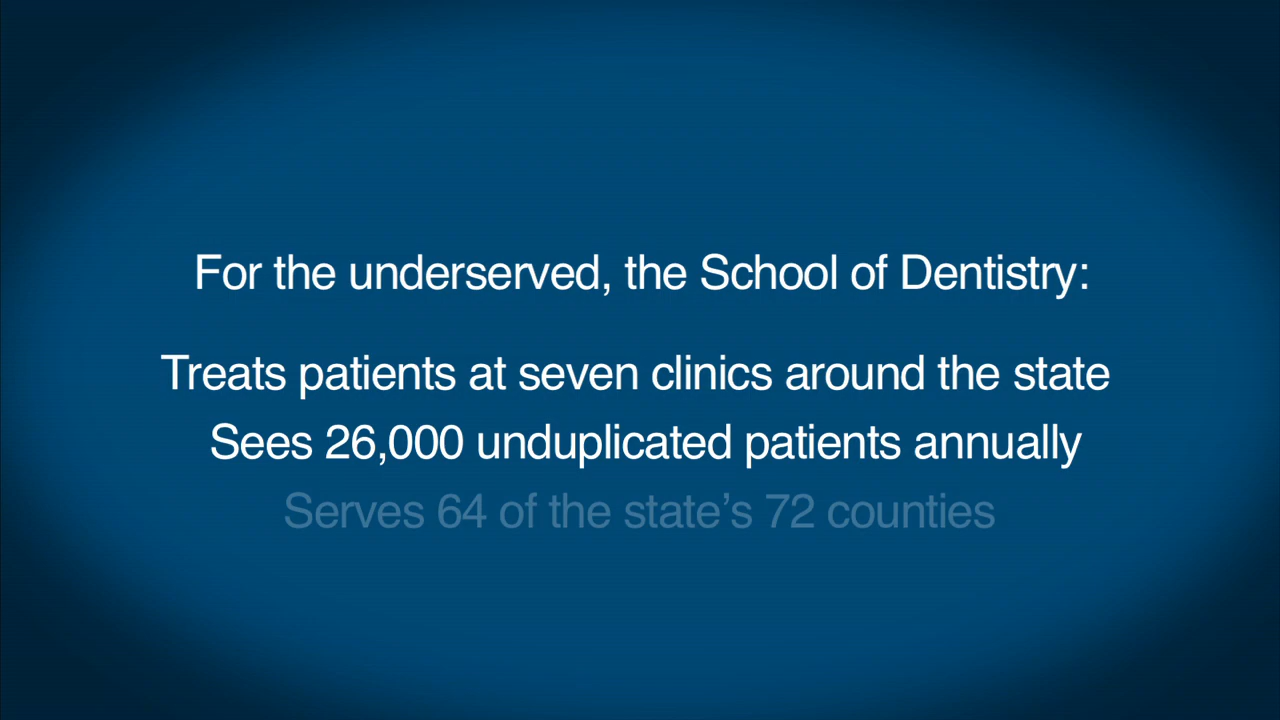 For the underserved, the School of Dentistry:
Treats patients at seven clinics around the state
Sees 26,000 unduplicated patients annually
Serves 64 of the state’s 72 counties